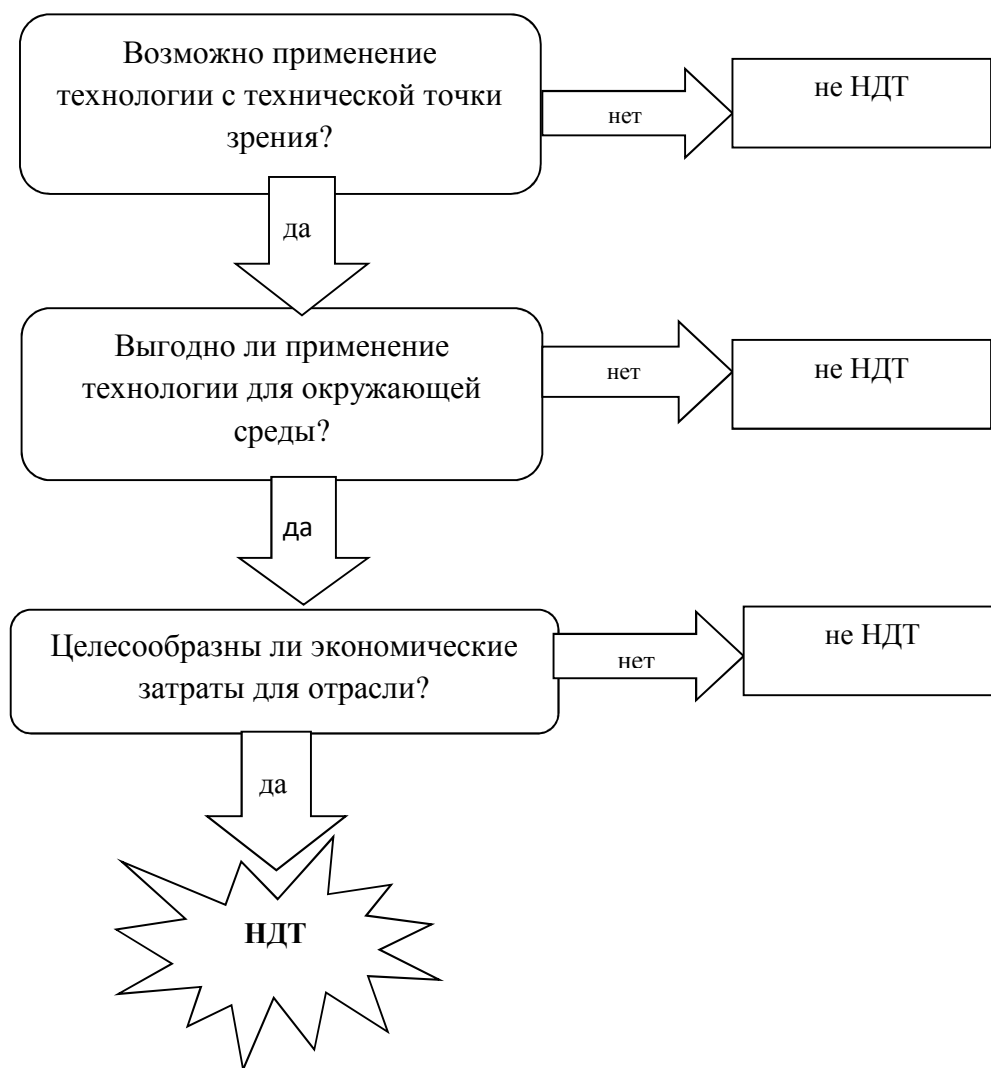 Возможно применение
технологии с технической точки
зрения?
нет
не НДТ
да
Выгодно ли применение
технологии для окружающей
среды?
нет
не НДТ
да
Целесообразны ли экономические
затраты для отрасли?
нет
не НДТ
да
НДТ